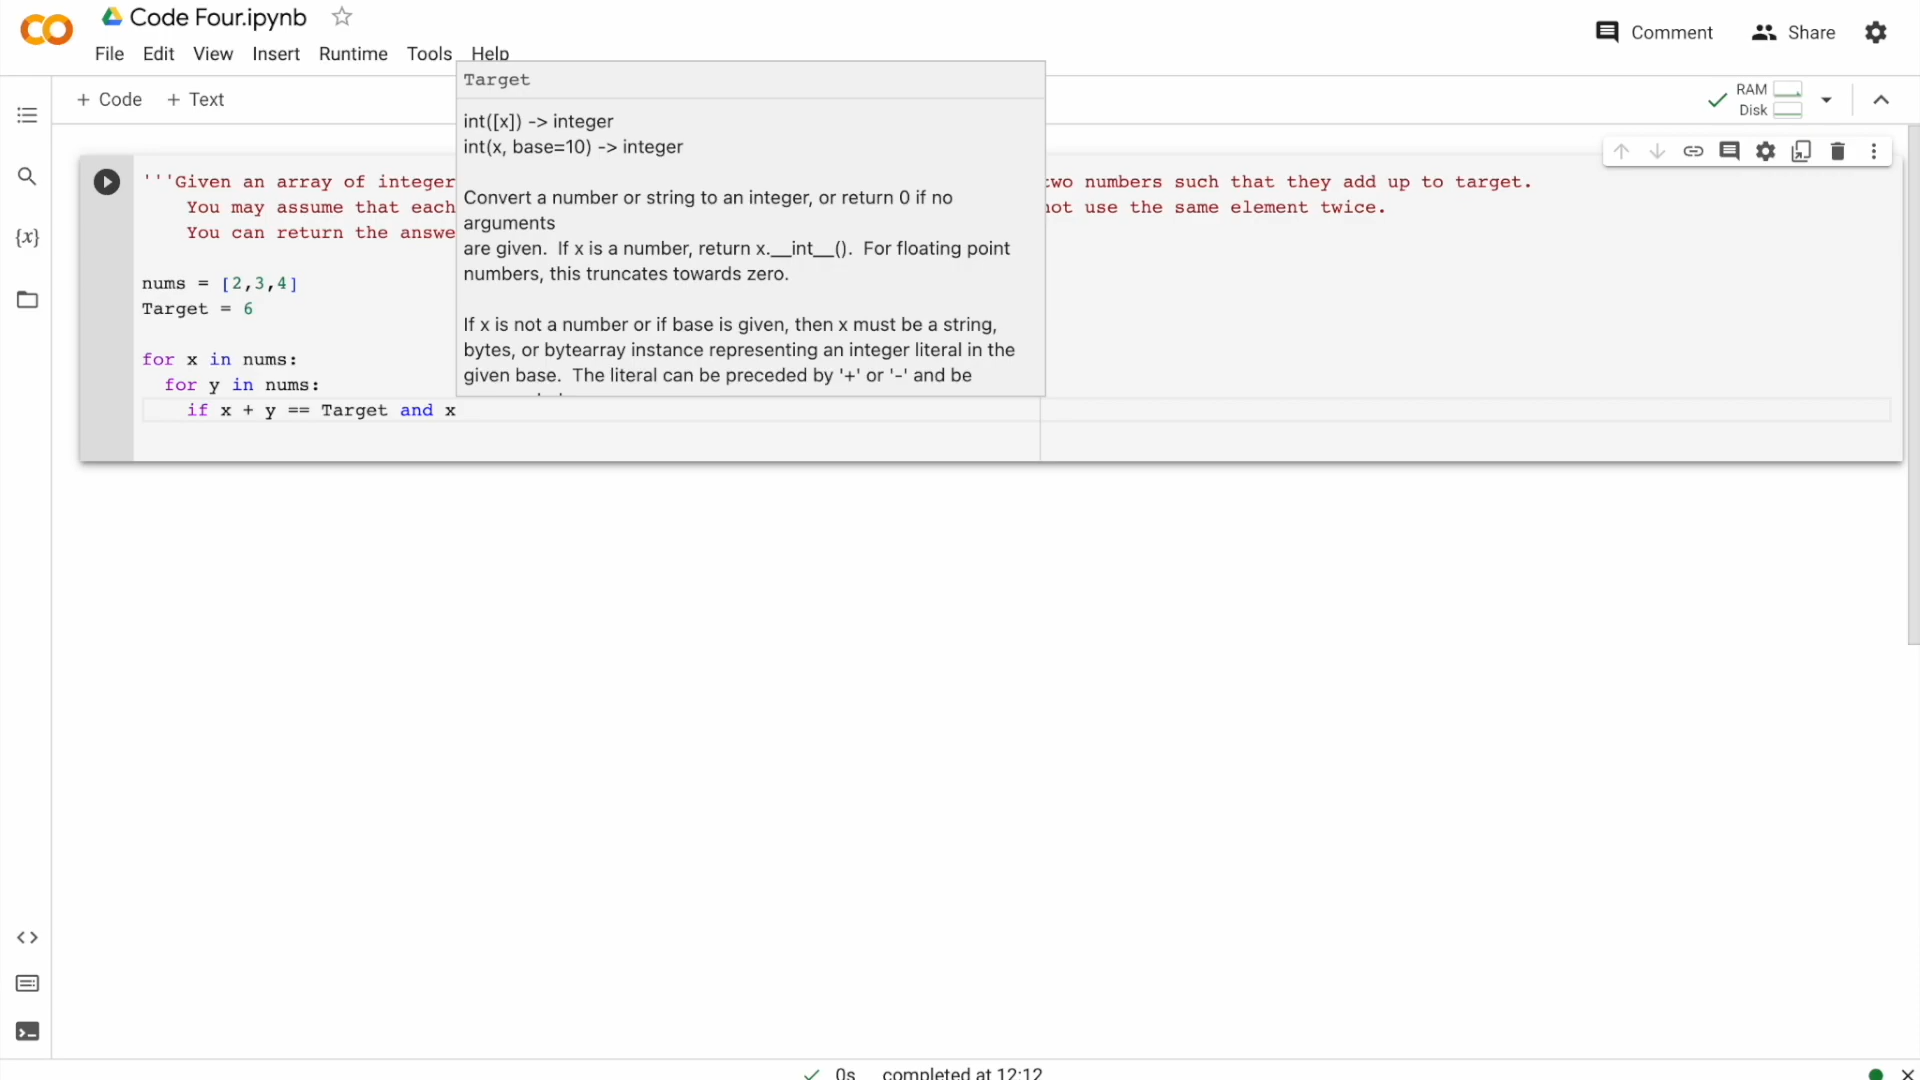 Code Four.ipynb
File Edit View Insert Runtime Tools Help
Comment
Share
+ Code + Text
RAM
Disk
Target
int([x]) -> integer
int(x, base=10) -> integer
Convert a number or string to an integer, or return 0 if no
arguments
are given. If x is a number, return x.__int__(). For floating point
numbers, this truncates towards zero.
If x is not a number or if base is given, then x must be a string,
bytes, or bytearray instance representing an integer literal in the
given base. The literal can be preceded by '+' or '-' and be
'''Given an array of integer two numbers such that they add up to target.
You may assume that each not use the same element twice.
You can return the answe
nums = [2,3,4]
Target = 6
for x in nums:
for y in nums:
if x + y == Target and x
{x}
0s completed at 12:12